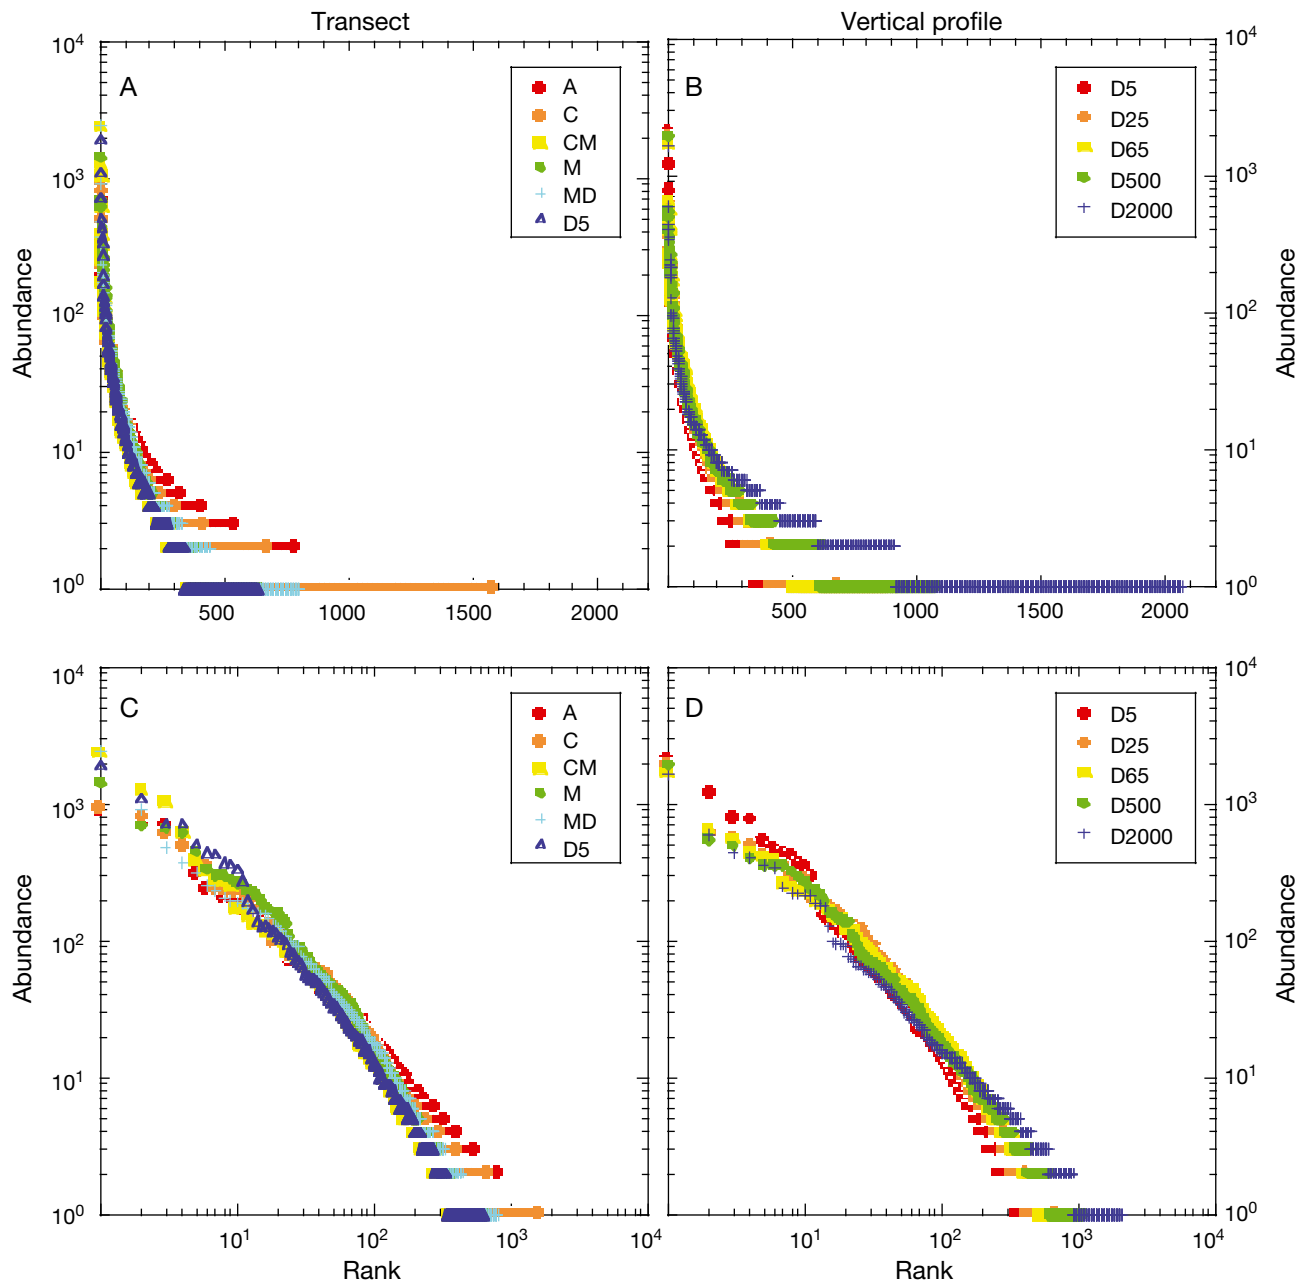 Transect
Vertical profile
A
10⁴
10³
10²
10¹
10⁰
Abundance
500
1000
1500
2000
A
C
CM
M
MD
D5
B
D5
D25
D65
D500
D2000
10⁴
10³
10²
10¹
10⁰
Abundance
500
1000
1500
2000
C
10⁴
10³
10²
10¹
10⁰
Abundance
A
C
CM
M
MD
D5
10¹
10²
10³
10⁴
Rank
D
D5
D25
D65
D500
D2000
10⁴
10³
10²
10¹
10⁰
Abundance
10¹
10²
10³
10⁴
Rank